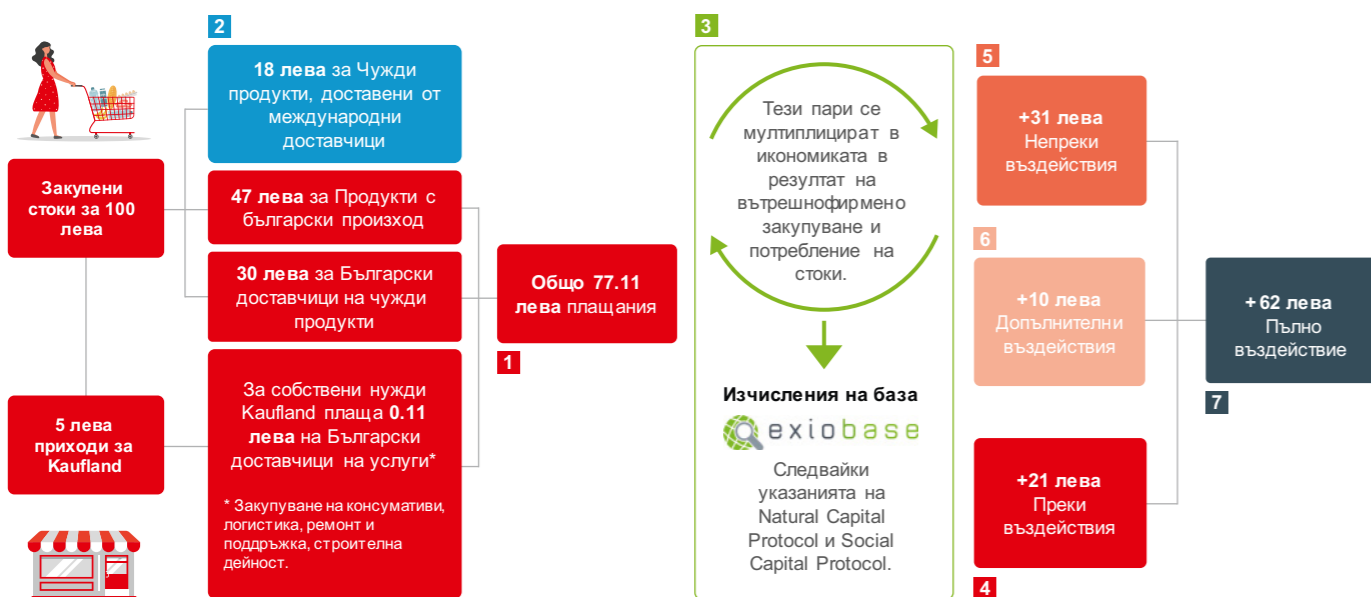 Закупени
стоки за 100
лева
5 лева
приходи за
Kaufland
2
18 лева за Чужди
продукти, доставени от
международни
доставчици
47 лева за Продукти с
български произход
30 лева за Български
доставчици на чужди
продукти
За собствени нужди
Kaufland плаща 0.11
лева на Български
доставчици на услуги*
* Закупуване на консумативи,
логистика, ремонт и
поддръжка, строителна
дейност.
Общо 77.11
лева плащания
1
3
Тези пари се
мултиплицират в
икономиката в
резултат на
вътрешнофирмено
закупуване и
потребление на
стоки.
Изчисления на база
exiobase
Следвайки
указанията на
Natural Capital
Protocol и Social
Capital Protocol.
5
+31 лева
Непреки
въздействия
6
+10 лева
Допълнителни
въздействия
+21 лева
Преки
въздействия
4
+ 62 лева
Пълно
въздействие
7